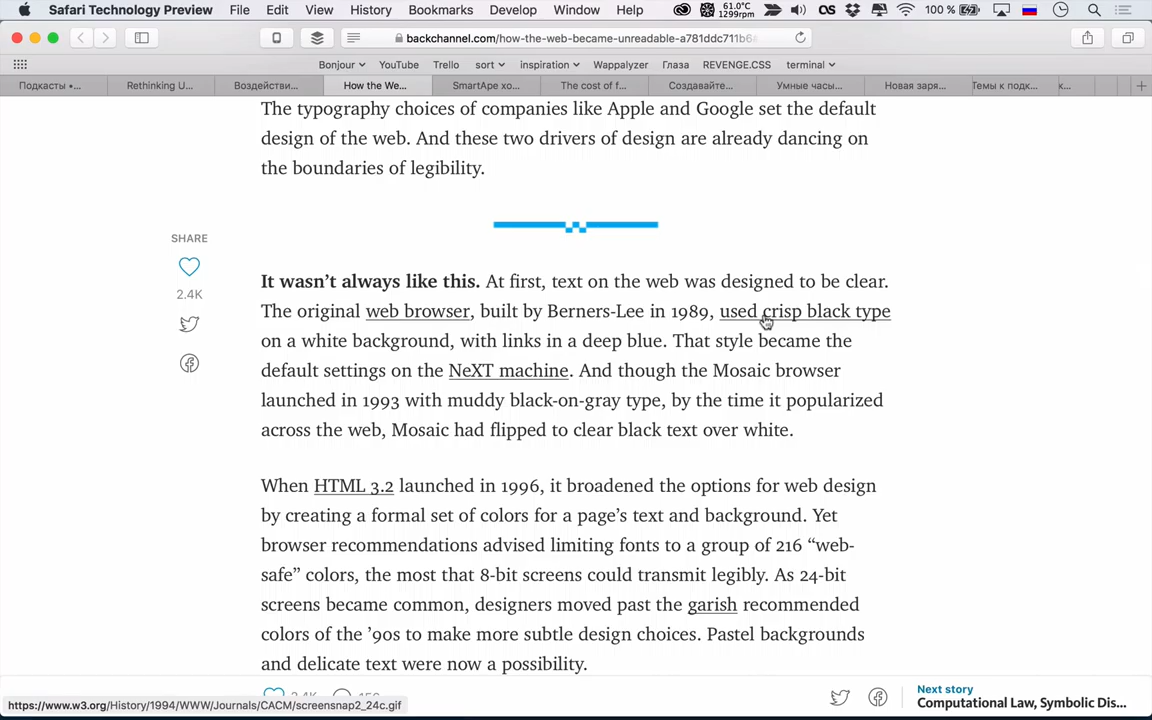 Safari Technology Preview File Edit View History Bookmarks Develop Window Help 61.0°C 1299rpm 100 %
backchannel.com/how-the-web-became-unreadable-a781ddc711b6
Bonjour YouTube Trello sort inspiration Wappalyzer Глаза REVENGE.CSS terminal
Подкасты •... Rethinking U... Воздействи... How the We... SmartApe хо... The cost of f... Создавайте... Умные часы... Новая заря... Темы к подк... к...
The typography choices of companies like Apple and Google set the default
design of the web. And these two drivers of design are already dancing on
the boundaries of legibility.
SHARE
2.4K
It wasn’t always like this. At first, text on the web was designed to be clear.
The original web browser, built by Berners-Lee in 1989, used crisp black type
on a white background, with links in a deep blue. That style became the
default settings on the NeXT machine. And though the Mosaic browser
launched in 1993 with muddy black-on-gray type, by the time it popularized
across the web, Mosaic had flipped to clear black text over white.
When HTML 3.2 launched in 1996, it broadened the options for web design
by creating a formal set of colors for a page’s text and background. Yet
browser recommendations advised limiting fonts to a group of 216 “web-
safe” colors, the most that 8-bit screens could transmit legibly. As 24-bit
screens became common, designers moved past the garish recommended
colors of the ’90s to make more subtle design choices. Pastel backgrounds
and delicate text were now a possibility.
2.4K
Next story
Computational Law, Symbolic Dis...
https://www.w3.org/History/1994/WWW/Journals/CACM/screensnap2_24c.gif